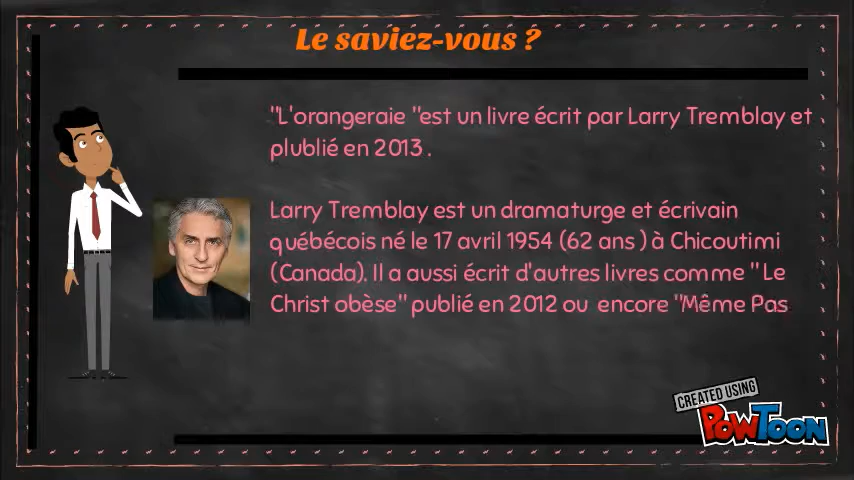 Le saviez-vous ?
"L'orangeraie "est un livre écrit par Larry Tremblay et
plublié en 2013 .
Larry Tremblay est un dramaturge et écrivain
québécois né le 17 avril 1954 (62 ans ) à Chicoutimi
(Canada). Il a aussi écrit d'autres livres comme " Le
Christ obèse" publié en 2012 ou encore "Même Pas
CREATED USING
POWTOON